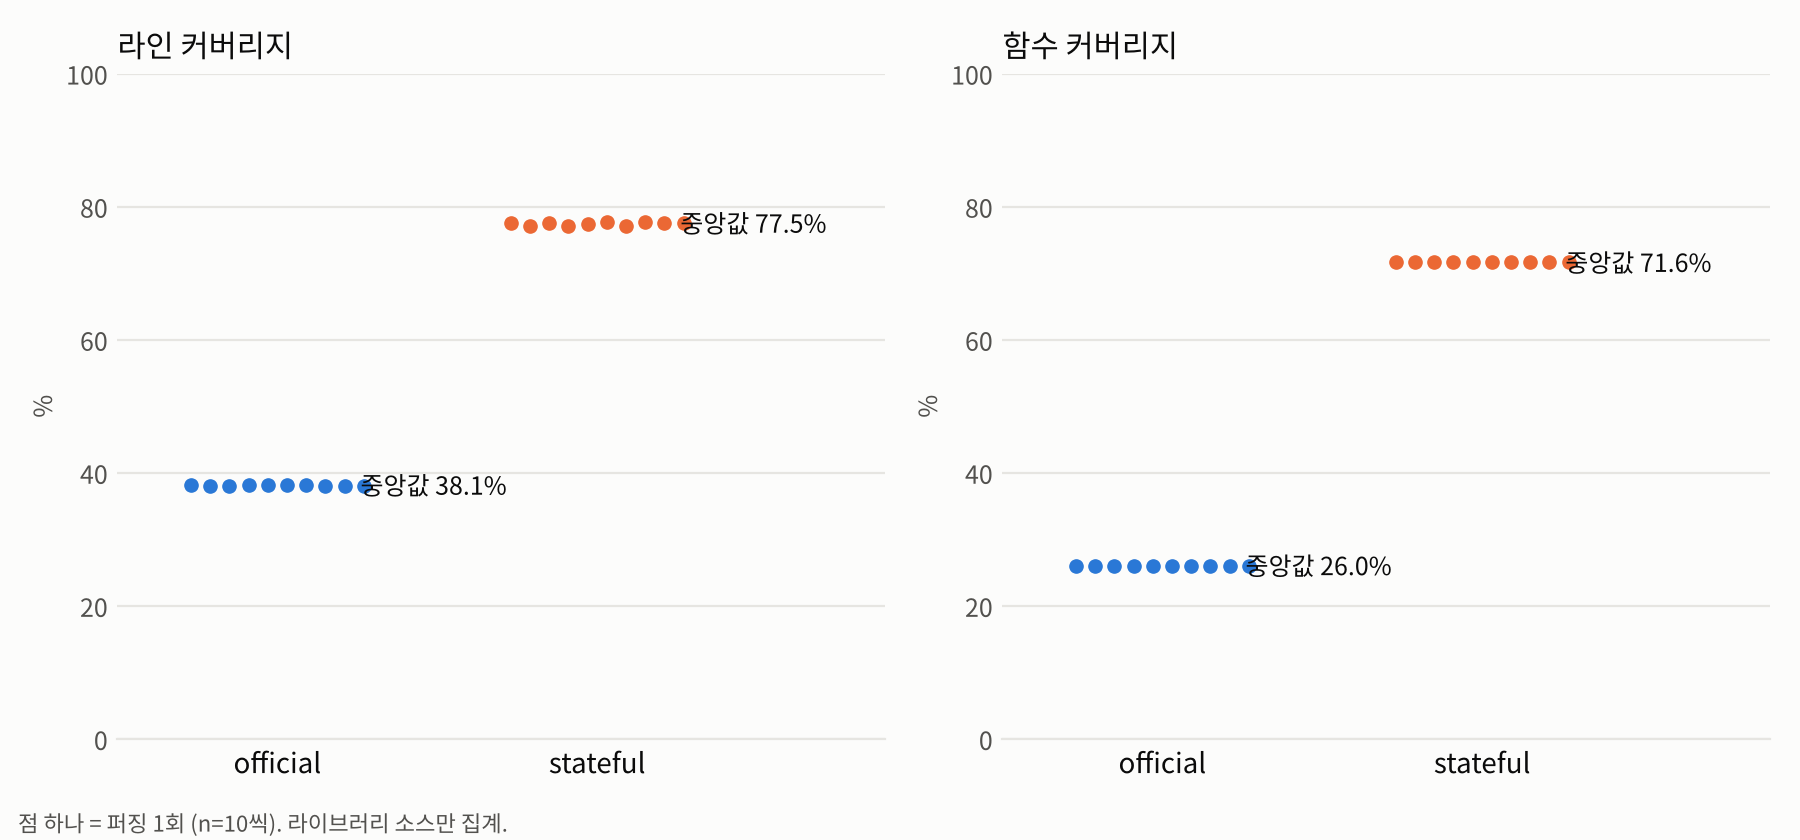 라인 커버리지
100
80
60
40
20
0
%
중앙값 38.1%
중앙값 77.5%
official
stateful
함수 커버리지
100
80
60
40
20
0
%
중앙값 26.0%
중앙값 71.6%
official
stateful
점 하나 = 퍼징 1회 (n=10씩). 라이브러리 소스만 집계.